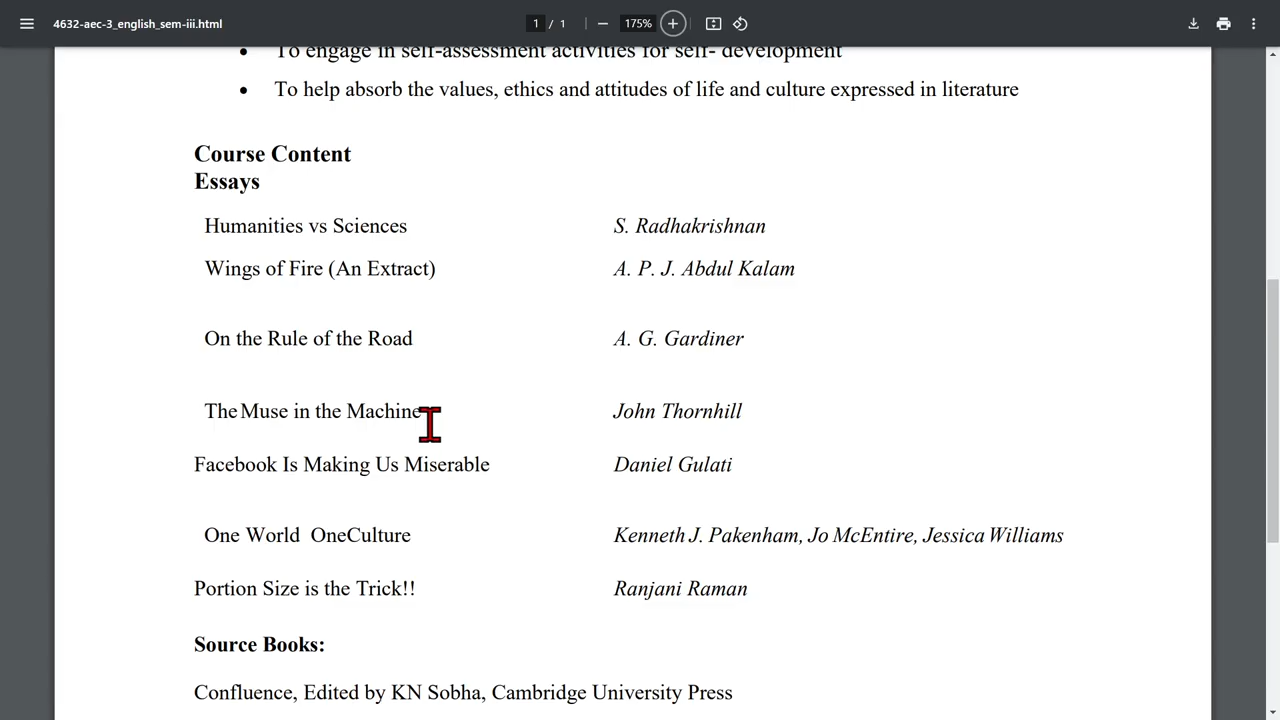 4632-aec-3_english_sem-iii.html 1 / 1 175%
• To engage in self-assessment activities for self- development
• To help absorb the values, ethics and attitudes of life and culture expressed in literature
Course Content
Essays
Humanities vs Sciences S. Radhakrishnan
Wings of Fire (An Extract) A. P. J. Abdul Kalam
On the Rule of the Road A. G. Gardiner
The Muse in the Machine John Thornhill
Facebook Is Making Us Miserable Daniel Gulati
One World OneCulture Kenneth J. Pakenham, Jo McEntire, Jessica Williams
Portion Size is the Trick!! Ranjani Raman
Source Books:
Confluence, Edited by KN Sobha, Cambridge University Press